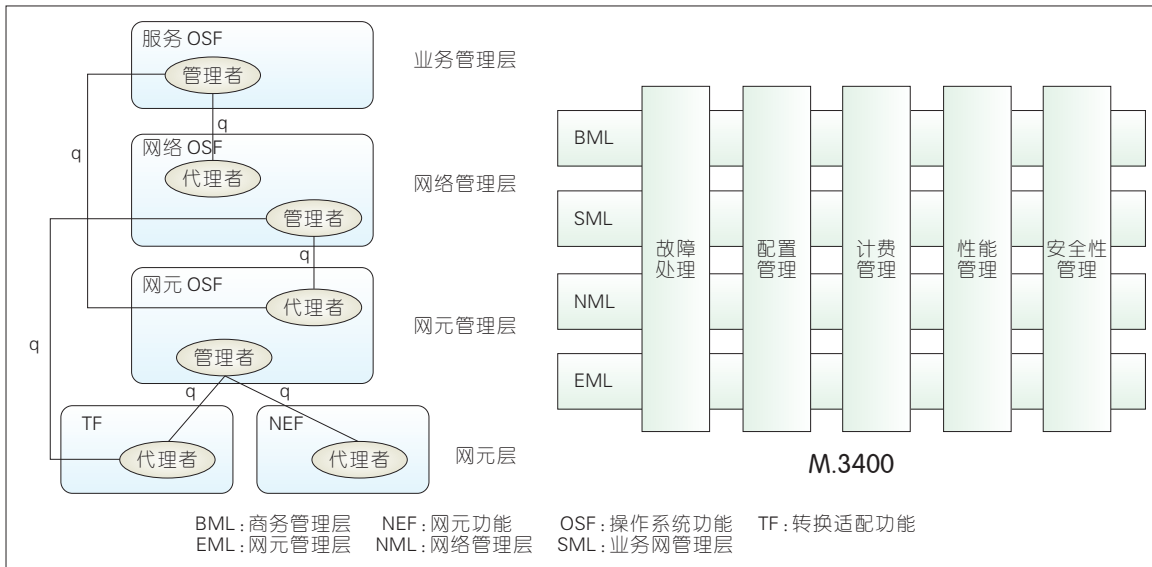 服务 OSF
管理者
业务管理层
q
q
网络 OSF
代理者
网络管理层
管理者
q
网元 OSF
代理者
网元管理层
q
管理者
q
q
TF
代理者
NEF
代理者
网元层
BML
SML
NML
EML
故障
处理
配置
管理
计费
管理
性能
管理
安全性
管理
M.3400
BML:商务管理层 NEF:网元功能 OSF:操作系统功能 TF:转换适配功能
EML:网元管理层 NML:网络管理层 SML:业务网管理层